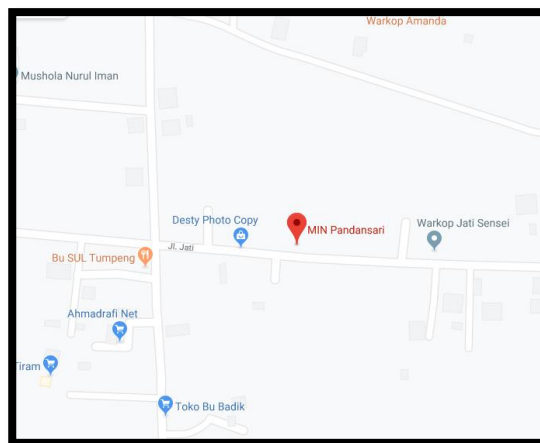 Warkop Amanda
Mushola Nurul Iman
Desty Photo Copy
MIN Pandansari
Warkop Jati Sensei
Jl. Jati
Bu SUL Tumpeng
Ahmadrafi Net
Tiram
Toko Bu Badik